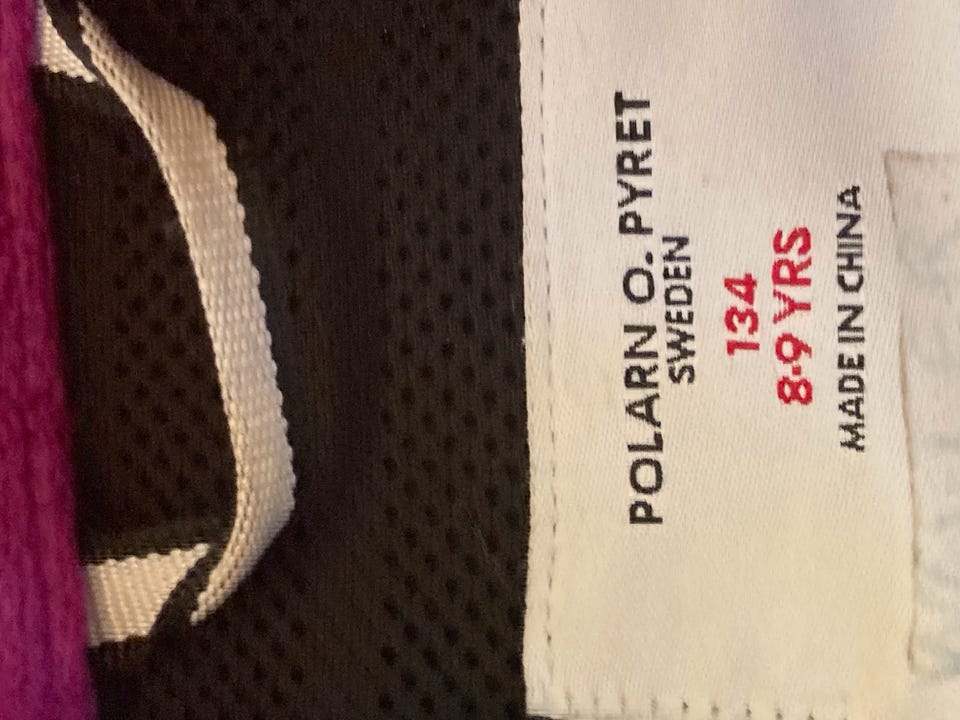 POLARN O. PYRET
SWEDEN
134
8-9 YRS
MADE IN CHINA